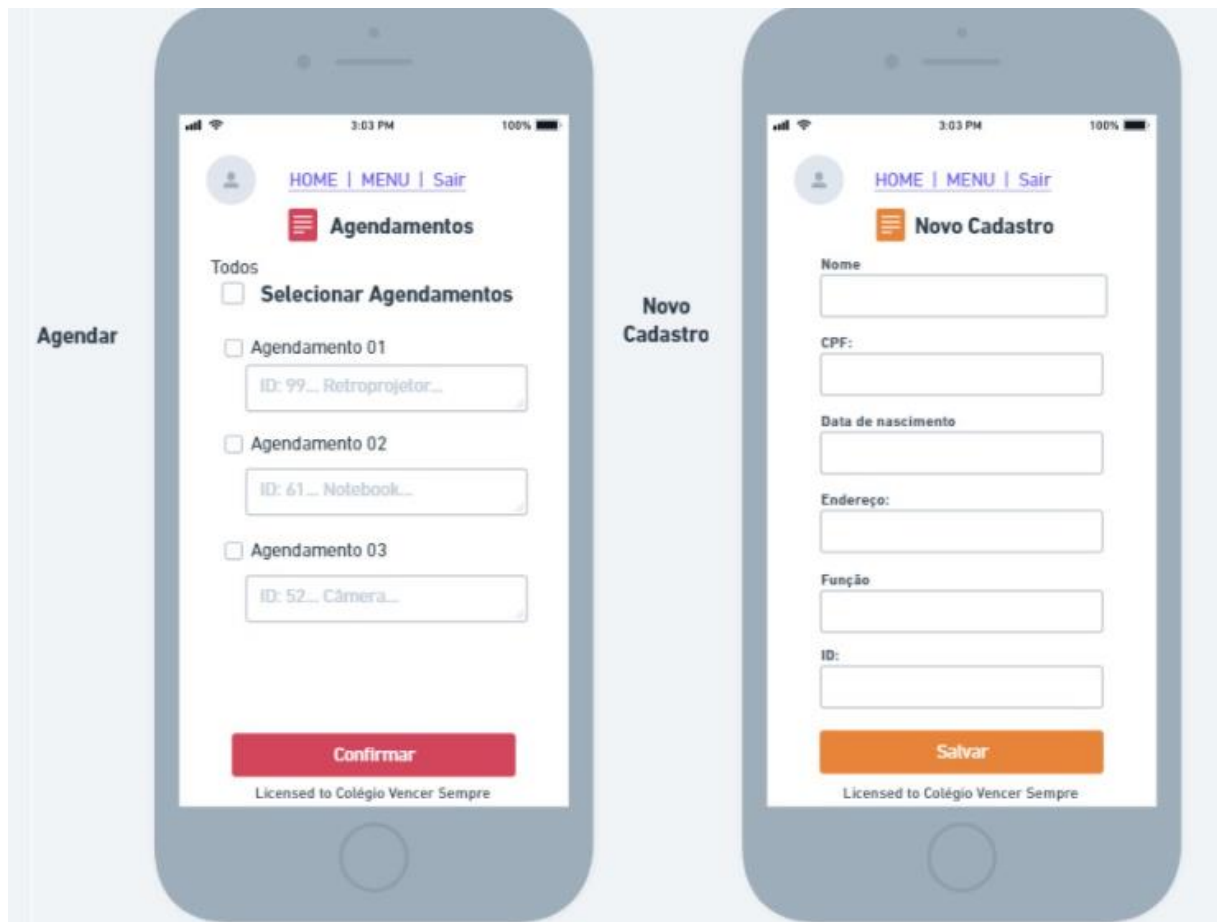 Agendar
3:03 PM
100%
HOME | MENU | Sair
Agendamentos
Todos
Selecionar Agendamentos
Agendamento 01
ID: 99... Retroprojetor...
Agendamento 02
ID: 61... Notebook...
Agendamento 03
ID: 52... Câmera...
Confirmar
Licensed to Colégio Vencer Sempre
Novo
Cadastro
3:03 PM
100%
HOME | MENU | Sair
Novo Cadastro
Nome
CPF:
Data de nascimento
Endereço:
Função
ID:
Salvar
Licensed to Colégio Vencer Sempre